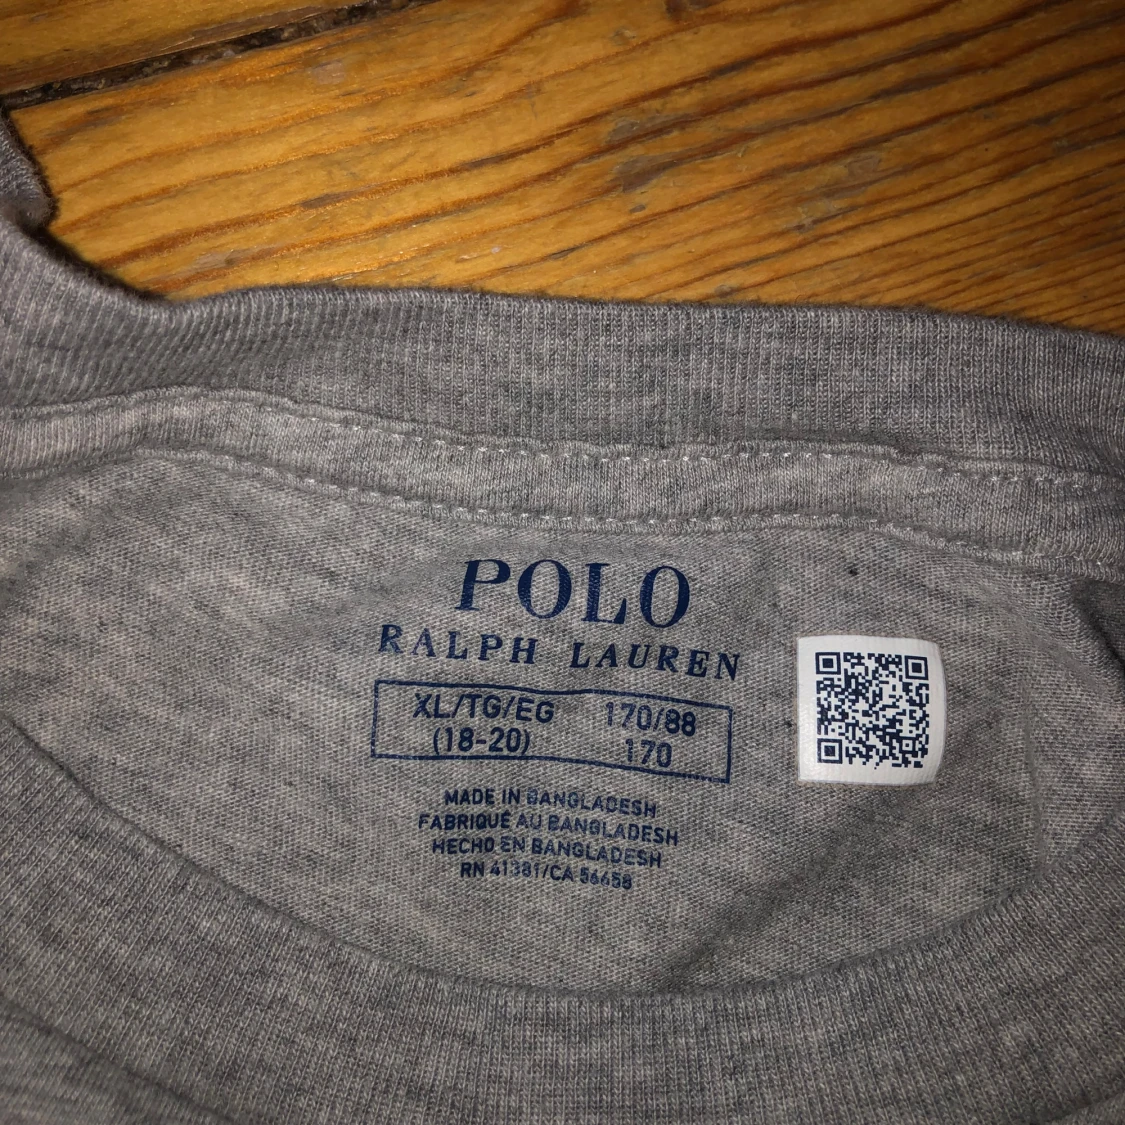 POLO
RALPH LAUREN
XL/TG/EG 170/88
(18-20) 170
MADE IN BANGLADESH
FABRIQUÉ AU BANGLADESH
HECHO EN BANGLADESH
RN 41381/CA 56658